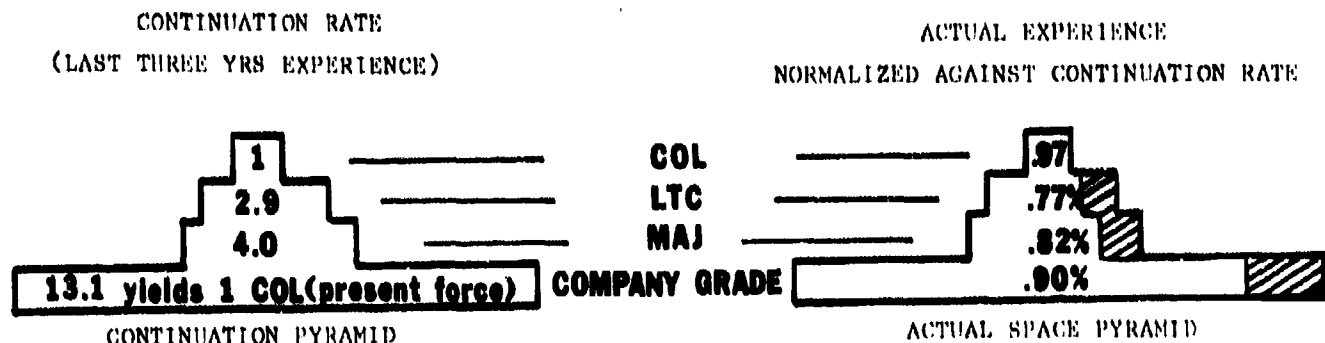 CONTINUATION RATE
(LAST THREE YRS EXPERIENCE)
ACTUAL EXPERIENCE
NORMALIZED AGAINST CONTINUATION RATE
1
COL
.97
2.9
LTC
.77%
4.0
MAJ
.82%
13.1 yields 1 COL(present force)
COMPANY GRADE
.90%
CONTINUATION PYRAMID
ACTUAL SPACE PYRAMID